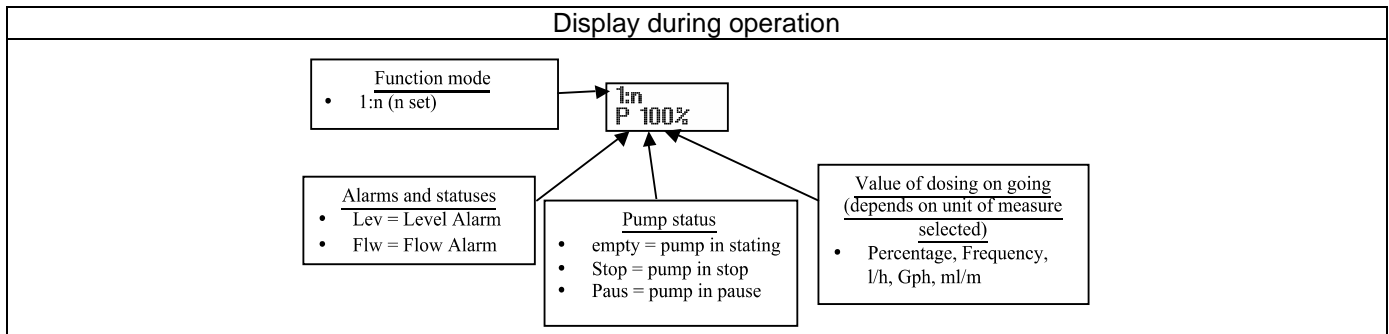 Display during operation
Function mode
• 1:n (n set)
1:n
P 100%
Alarms and statuses
• Lev = Level Alarm
• Flw = Flow Alarm
Pump status
• empty = pump in stating
• Stop = pump in stop
• Paus = pump in pause
Value of dosing on going
(depends on unit of measure
selected)
• Percentage, Frequency,
l/h, Gph, ml/m